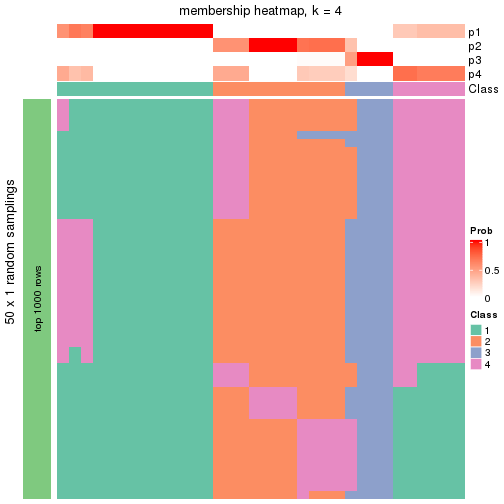 membership heatmap, k = 4
p1
p2
p3
p4
Class
50 x 1 random samplings
top 1000 rows
Prob
1
0.5
0
Class
1
2
3
4